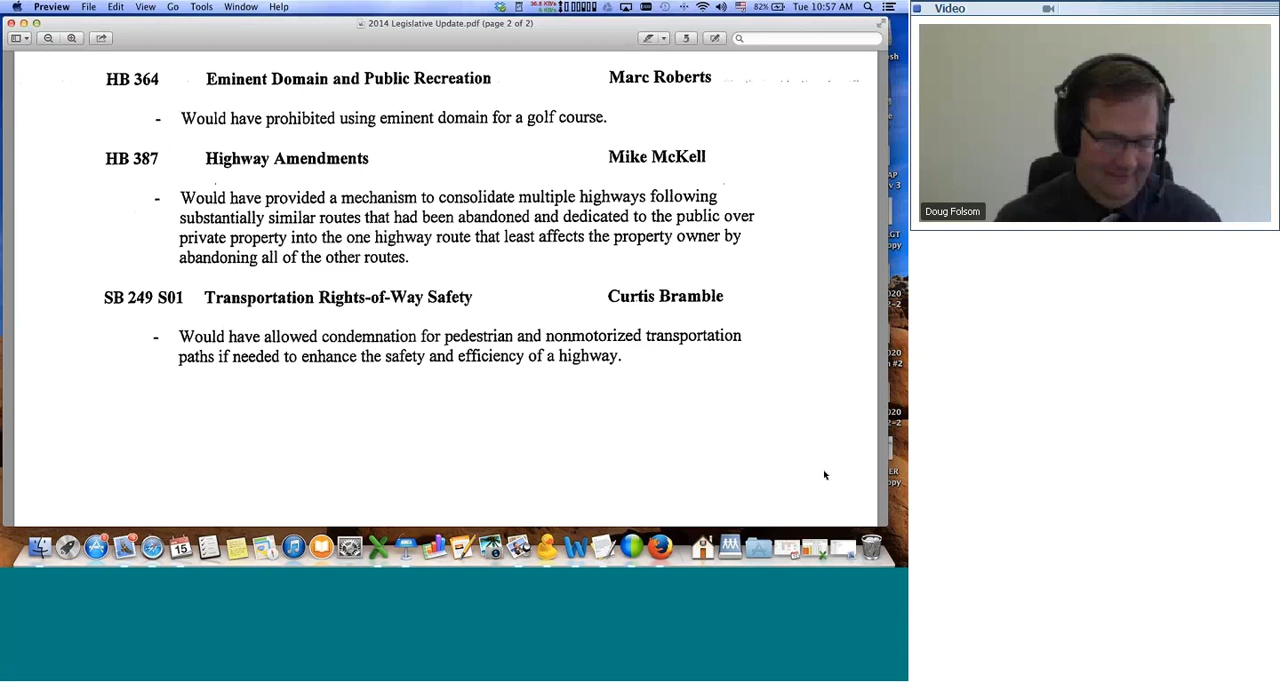 Preview File Edit View Go Tools Window Help 82% Tue 10:57 AM
2014 Legislative Update.pdf (page 2 of 2)
HB 364 Eminent Domain and Public Recreation Marc Roberts
- Would have prohibited using eminent domain for a golf course.
HB 387 Highway Amendments Mike McKell
- Would have provided a mechanism to consolidate multiple highways following
substantially similar routes that had been abandoned and dedicated to the public over
private property into the one highway route that least affects the property owner by
abandoning all of the other routes.
SB 249 S01 Transportation Rights-of-Way Safety Curtis Bramble
- Would have allowed condemnation for pedestrian and nonmotorized transportation
paths if needed to enhance the safety and efficiency of a highway.
15
Video
Doug Folsom